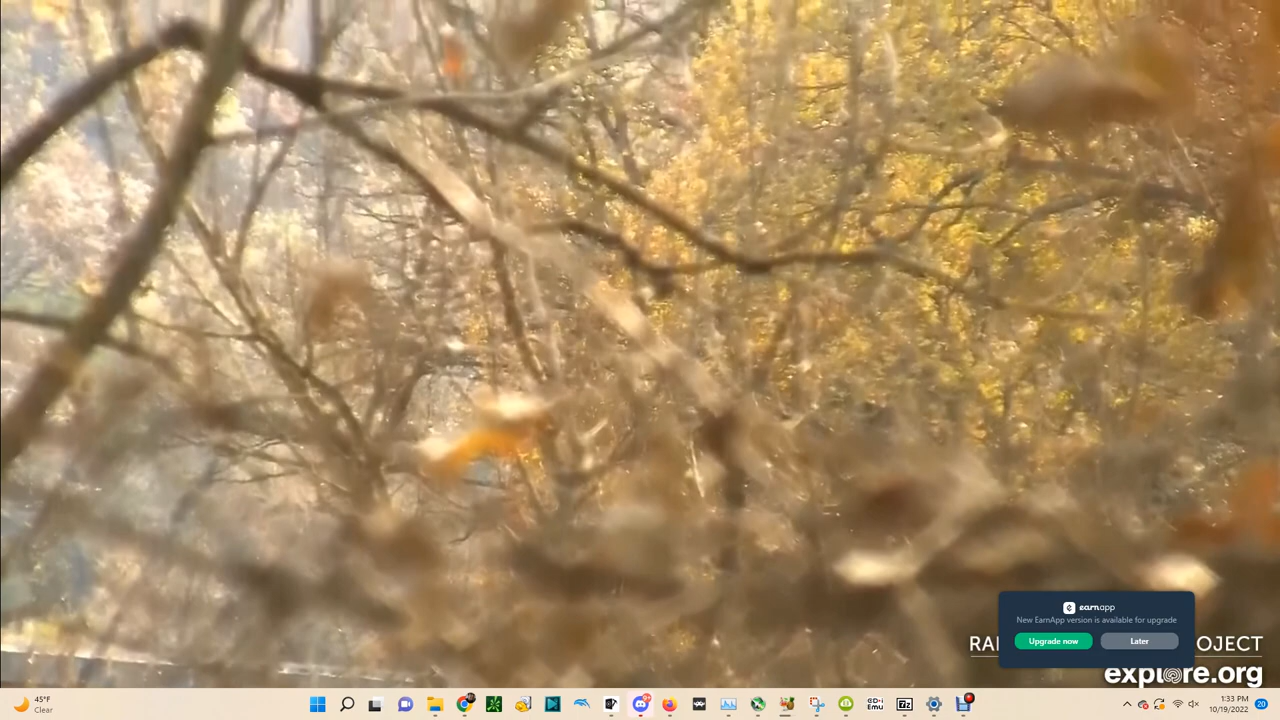 earnapp
New EarnApp version is available for upgrade
Upgrade now
Later
OJECT
explore.org
45°F
Clear
9+
1:33 PM
10/19/2022
20